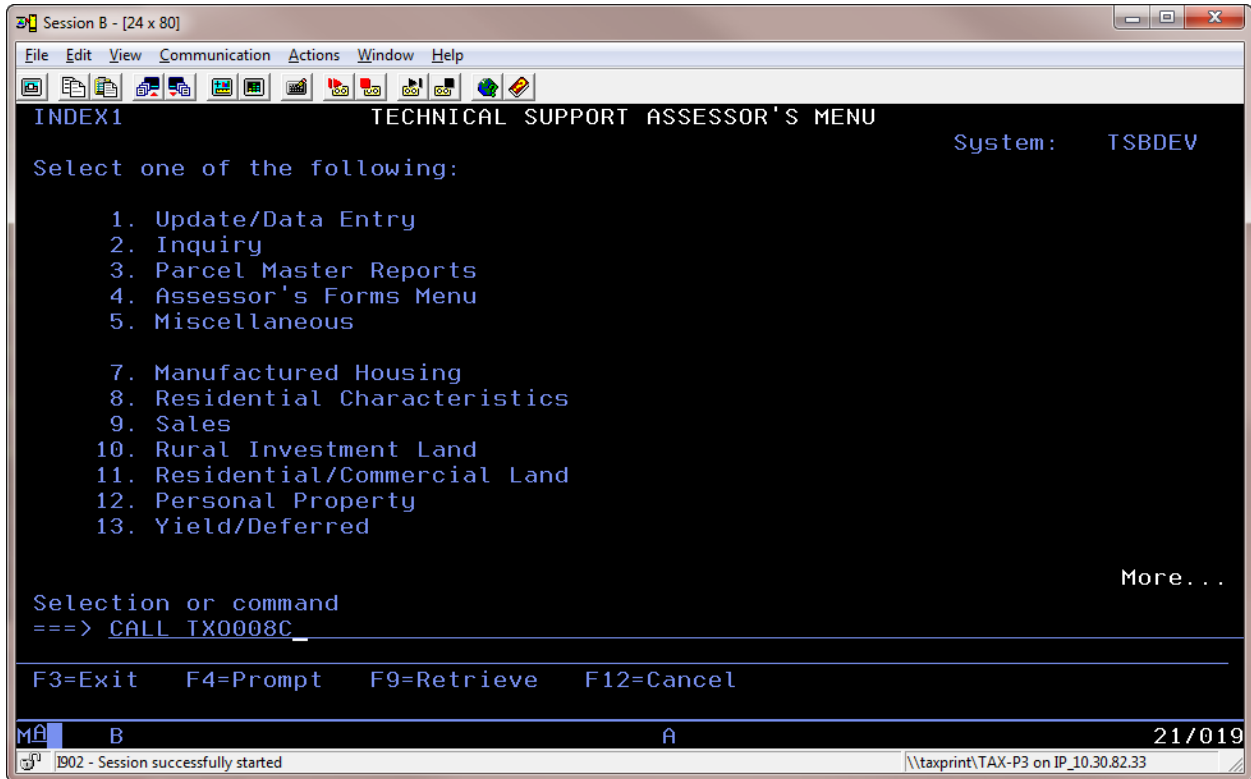 Session B - [24 x 80]
File Edit View Communication Actions Window Help
INDEX1 TECHNICAL SUPPORT ASSESSOR'S MENU
System: TSBDEV
Select one of the following:
1. Update/Data Entry
2. Inquiry
3. Parcel Master Reports
4. Assessor's Forms Menu
5. Miscellaneous
7. Manufactured Housing
8. Residential Characteristics
9. Sales
10. Rural Investment Land
11. Residential/Commercial Land
12. Personal Property
13. Yield/Deferred
More...
Selection or command
===> CALL TXO008C
F3=Exit F4=Prompt F9=Retrieve F12=Cancel
MA B A 21/019
I902 - Session successfully started \\taxprint\TAX-P3 on IP_10.30.82.33